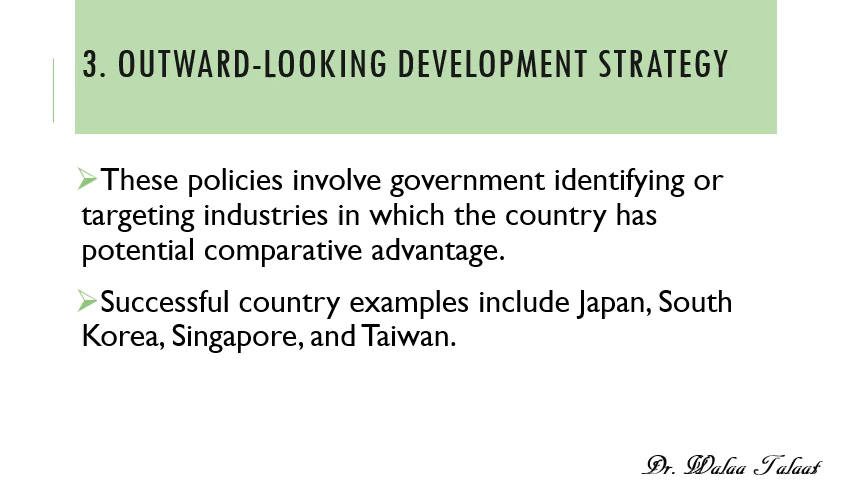 3. OUTWARD-LOOKING DEVELOPMENT STRATEGY
➢These policies involve government identifying or
targeting industries in which the country has
potential comparative advantage.
➢Successful country examples include Japan, South
Korea, Singapore, and Taiwan.
Dr. Walaa Talaat